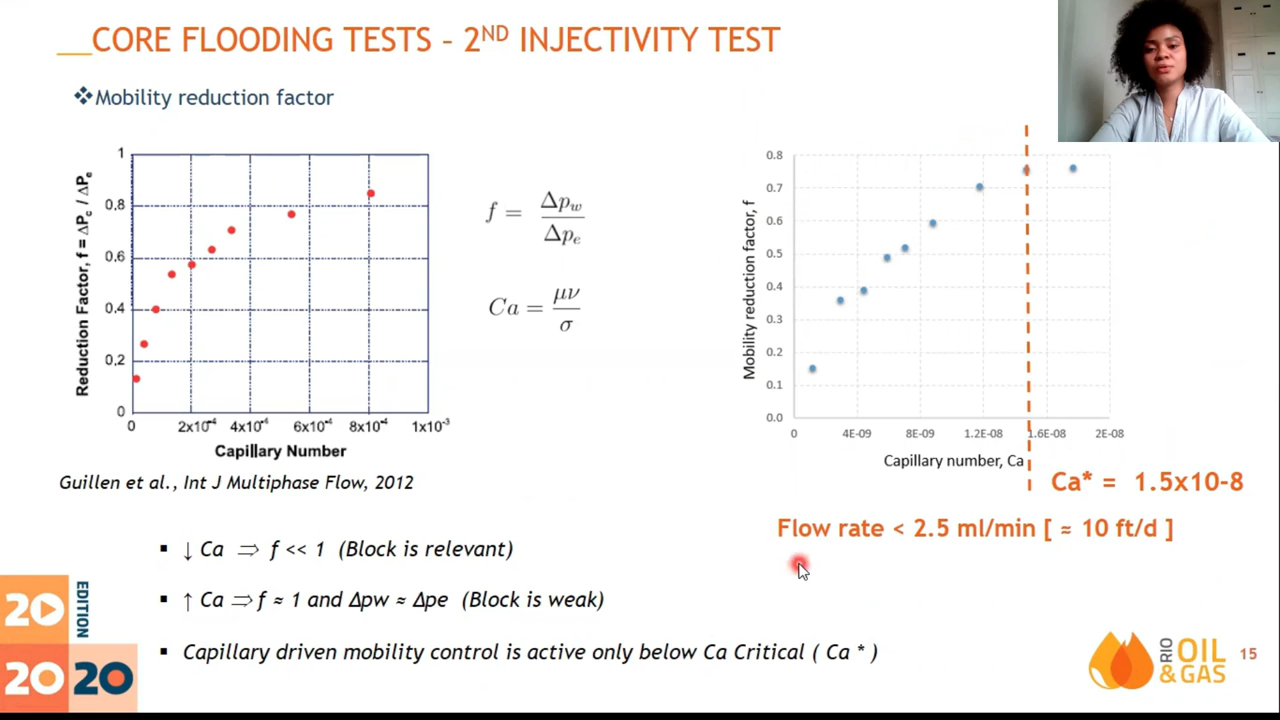 __CORE FLOODING TESTS – 2ND INJECTIVITY TEST
❖Mobility reduction factor
Reduction Factor, f = ΔPc / ΔPe
1
0.8
0.6
0.4
0.2
0
0 2x10-4 4x10-4 6x10-4 8x10-4 1x10-3
Capillary Number
Guillen et al., Int J Multiphase Flow, 2012
f = Δpw / Δpe
Ca = μν / σ
Mobility reduction factor, f
0.8
0.7
0.6
0.5
0.4
0.3
0.2
0.1
0.0
0 4E-09 8E-09 1.2E-08 1.6E-08 2E-08
Capillary number, Ca
Ca* = 1.5x10-8
Flow rate < 2.5 ml/min [ ≈ 10 ft/d ]
▪ ↓ Ca ⇒ f << 1 (Block is relevant)
▪ ↑ Ca ⇒ f ≈ 1 and Δpw ≈ Δpe (Block is weak)
▪ Capillary driven mobility control is active only below Ca Critical ( Ca * )
20 EDITION
20 20
RIO OIL & GAS
15